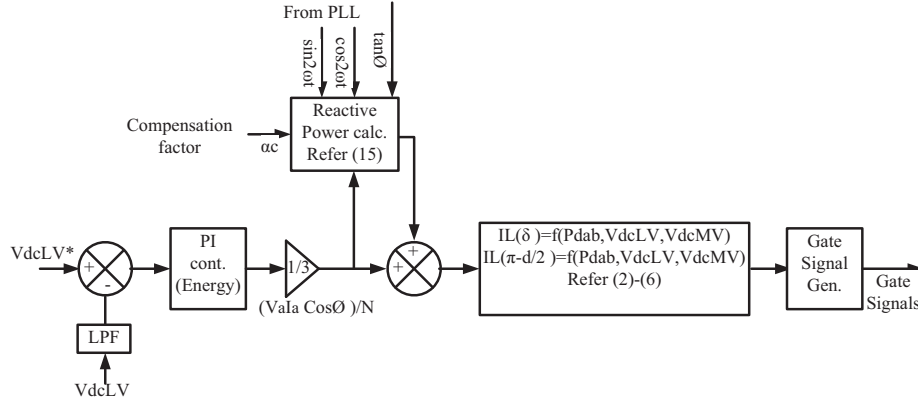 From PLL
sin2ωt
cos2ωt
tanØ
Reactive
Power calc.
Refer (15)
Compensation
factor
αc
VdcLV*
+
-
PI
cont.
(Energy)
1/3
(VaIa CosØ )/N
+
+
IL(δ )=f(Pdab,VdcLV,VdcMV)
IL(π-d/2 )=f(Pdab,VdcLV,VdcMV)
Refer (2)-(6)
Gate
Signal
Gen.
Gate
Signals
LPF
VdcLV